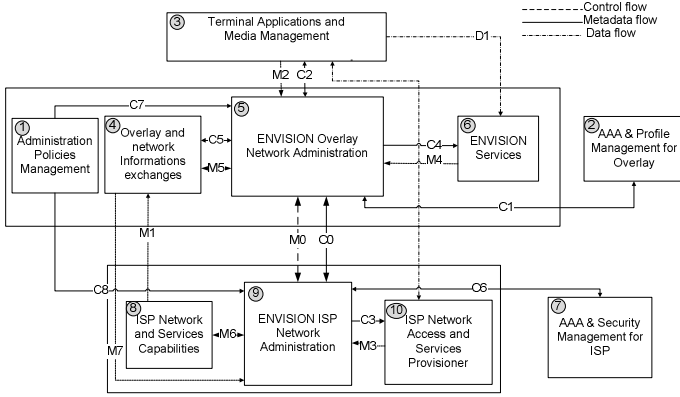 Control flow
Metadata flow
Data flow
3
Terminal Applications and
Media Management
D1
M2
C2
C7
1
Administration
Policies
Management
4
Overlay and
network
Informations
exchanges
C5
M5
5
ENVISION Overlay
Network Administration
C4
M4
6
ENVISION
Services
2
AAA & Profile
Management for
Overlay
C1
M1
M0
C0
C8
C6
M7
8
ISP Network
and Services
Capabilities
M6
9
ENVISION ISP
Network
Administration
C3
M3
10
ISP Network
Access and
Services
Provisioner
7
AAA & Security
Management for
ISP